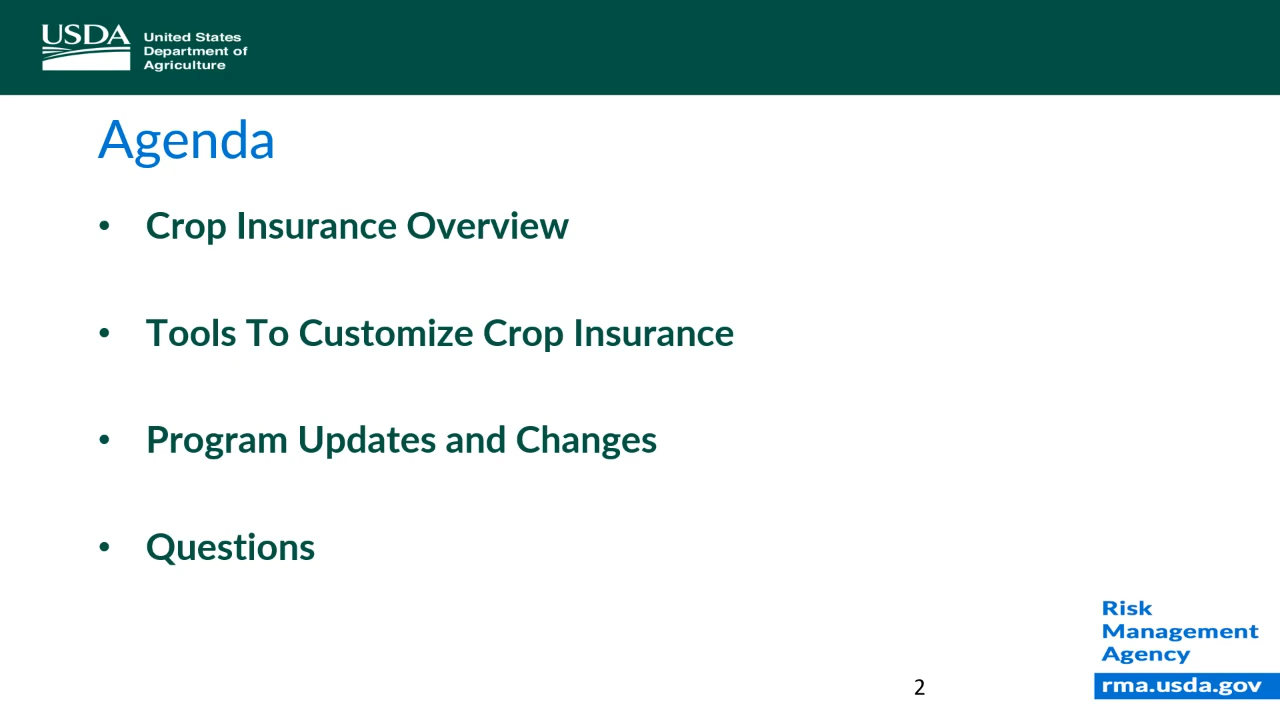 USDA
United States
Department of
Agriculture
Agenda
• Crop Insurance Overview
• Tools To Customize Crop Insurance
• Program Updates and Changes
• Questions
Risk
Management
Agency
rma.usda.gov
2